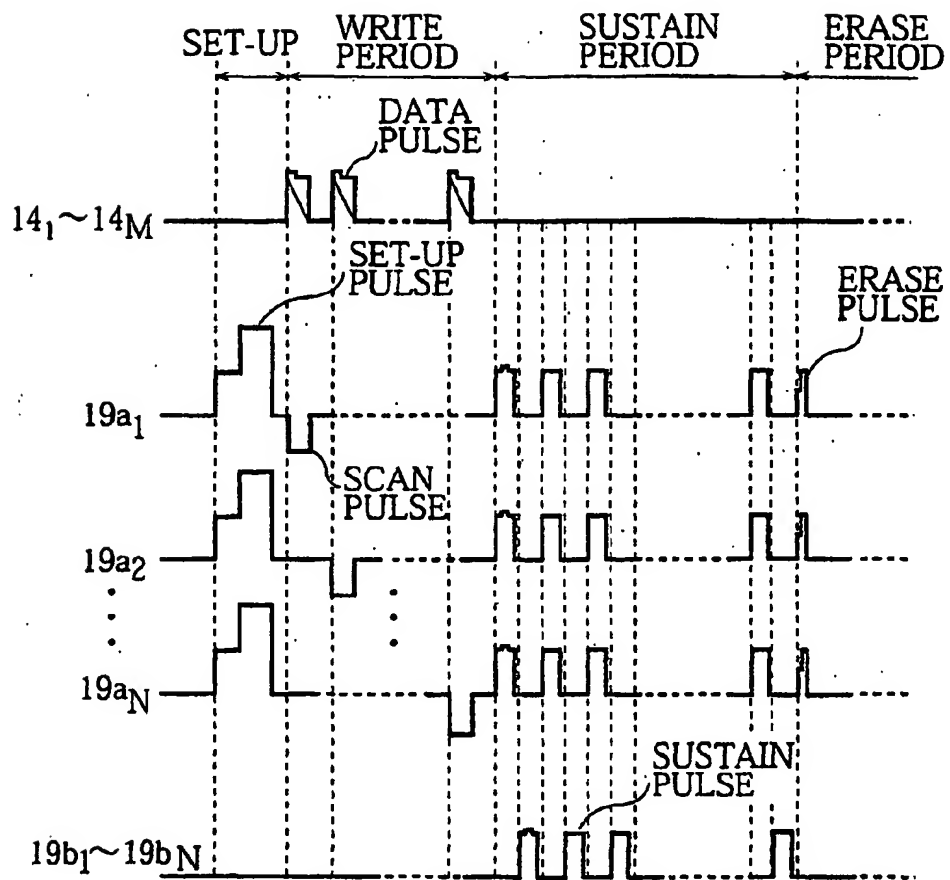 SET-UP
WRITE
PERIOD
SUSTAIN
PERIOD
ERASE
PERIOD
DATA
PULSE
14₁~14M
SET-UP
PULSE
ERASE
PULSE
19a₁
SCAN
PULSE
19a₂
19aN
SUSTAIN
PULSE
19b₁~19bN